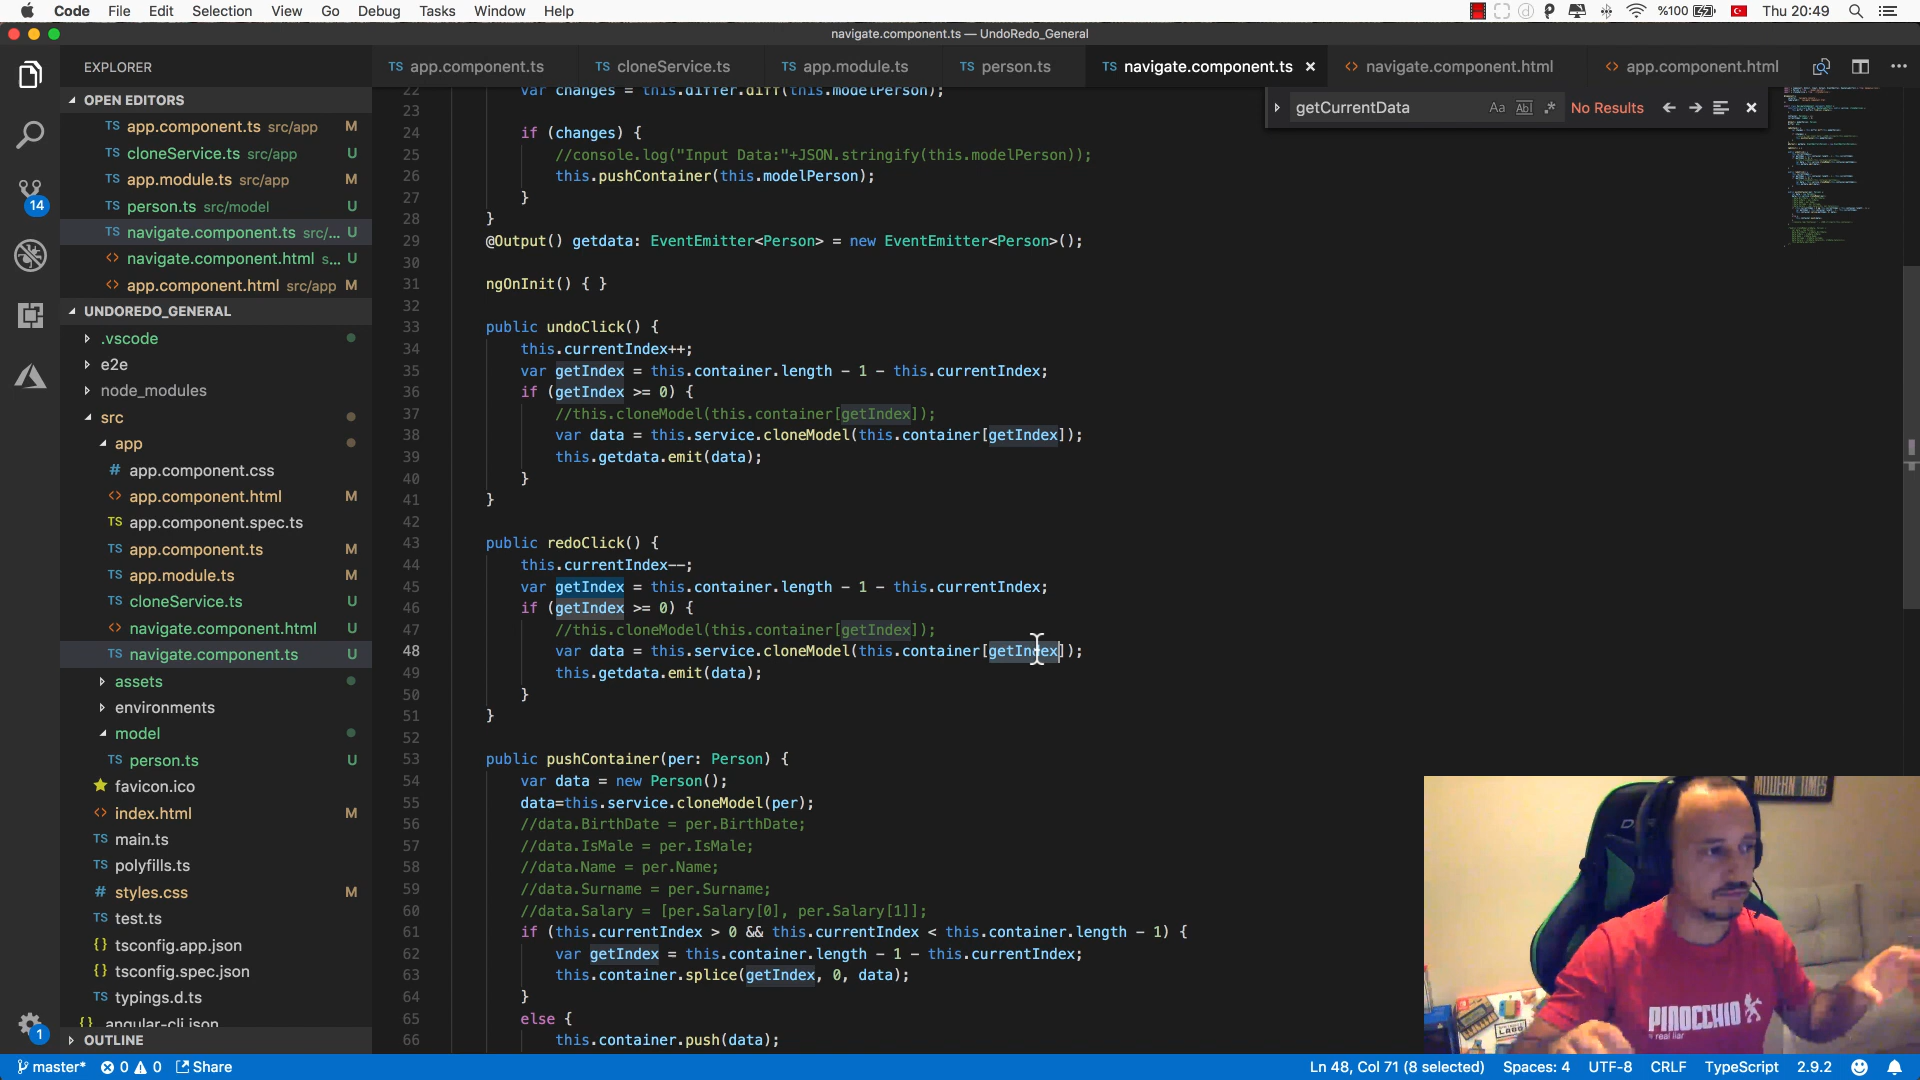 Code File Edit Selection View Go Debug Tasks Window Help %100 Thu 20:49
navigate.component.ts — UndoRedo_General
EXPLORER
TS app.component.ts TS cloneService.ts TS app.module.ts TS person.ts TS navigate.component.ts <> navigate.component.html <> app.component.html
getCurrentData Aa Abl .* No Results
OPEN EDITORS
TS app.component.ts src/app M
TS cloneService.ts src/app U
TS app.module.ts src/app M
TS person.ts src/model U
TS navigate.component.ts src/... U
<> navigate.component.html s... U
<> app.component.html src/app M
UNDOREDO_GENERAL
.vscode
e2e
node_modules
src
app
# app.component.css
<> app.component.html M
TS app.component.spec.ts
TS app.component.ts M
TS app.module.ts M
TS cloneService.ts U
<> navigate.component.html U
TS navigate.component.ts U
assets
environments
model
TS person.ts U
favicon.ico
<> index.html M
TS main.ts
TS polyfills.ts
# styles.css M
TS test.ts
{} tsconfig.app.json
{} tsconfig.spec.json
TS typings.d.ts
{} angular-cli.json
OUTLINE
14
1
22 var changes = this.differ.diff(this.modelPerson);
23
24 if (changes) {
25 //console.log("Input Data:"+JSON.stringify(this.modelPerson));
26 this.pushContainer(this.modelPerson);
27 }
28 }
29 @Output() getdata: EventEmitter<Person> = new EventEmitter<Person>();
30
31 ngOnInit() { }
32
33 public undoClick() {
34 this.currentIndex++;
35 var getIndex = this.container.length - 1 - this.currentIndex;
36 if (getIndex >= 0) {
37 //this.cloneModel(this.container[getIndex]);
38 var data = this.service.cloneModel(this.container[getIndex]);
39 this.getdata.emit(data);
40 }
41 }
42
43 public redoClick() {
44 this.currentIndex--;
45 var getIndex = this.container.length - 1 - this.currentIndex;
46 if (getIndex >= 0) {
47 //this.cloneModel(this.container[getIndex]);
48 var data = this.service.cloneModel(this.container[getIndex]);
49 this.getdata.emit(data);
50 }
51 }
52
53 public pushContainer(per: Person) {
54 var data = new Person();
55 data=this.service.cloneModel(per);
56 //data.BirthDate = per.BirthDate;
57 //data.IsMale = per.IsMale;
58 //data.Name = per.Name;
59 //data.Surname = per.Surname;
60 //data.Salary = [per.Salary[0], per.Salary[1]];
61 if (this.currentIndex > 0 && this.currentIndex < this.container.length - 1) {
62 var getIndex = this.container.length - 1 - this.currentIndex;
63 this.container.splice(getIndex, 0, data);
64 }
65 else {
66 this.container.push(data);
MODERN TIMES
PINOCCHIO
a real liar
master* 0 0 Share Ln 48, Col 71 (8 selected) Spaces: 4 UTF-8 CRLF TypeScript 2.9.2